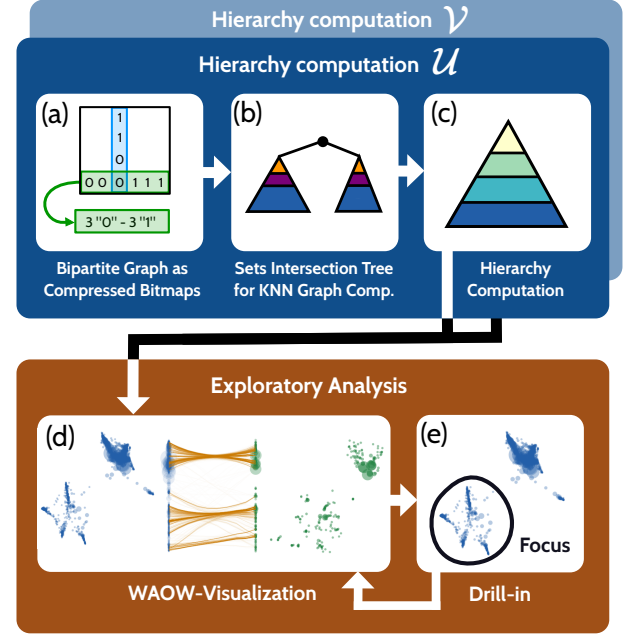 Hierarchy computation 𝒱
Hierarchy computation 𝒰
(a)
(b)
(c)
1
1
0
0 0 0 1 1 1
3 "0" - 3 "1"
Bipartite Graph as
Compressed Bitmaps
Sets Intersection Tree
for KNN Graph Comp.
Hierarchy
Computation
Exploratory Analysis
(d)
(e)
Focus
WAOW-Visualization
Drill-in